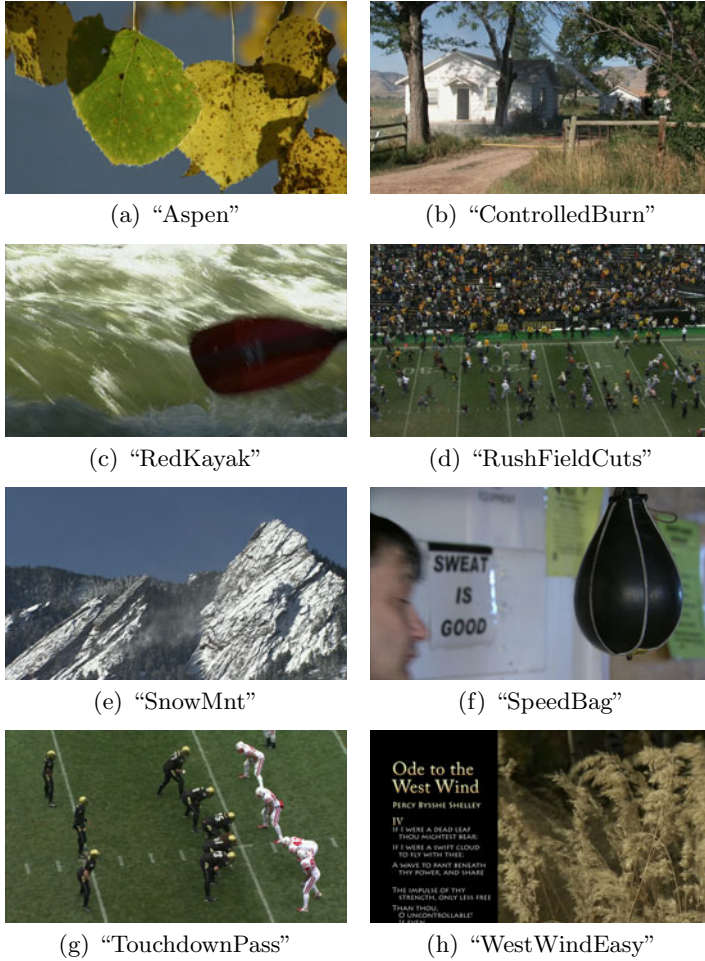 (a) “Aspen”
(b) “ControlledBurn”
(c) “RedKayak”
(d) “RushFieldCuts”
SWEAT
IS
GOOD
(e) “SnowMnt”
(f) “SpeedBag”
Ode to the
West Wind
PERCY BYSSHE SHELLEY
IV
IF I WERE A DEAD LEAF
THOU MIGHTEST BEAR;
IF I WERE A SWIFT CLOUD
TO FLY WITH THEE;
A WAVE TO PANT BENEATH
THY POWER, AND SHARE
THE IMPULSE OF THY
STRENGTH, ONLY LESS FREE
THAN THOU,
O UNCONTROLLABLE!
IF EVEN
(g) “TouchdownPass”
(h) “WestWindEasy”